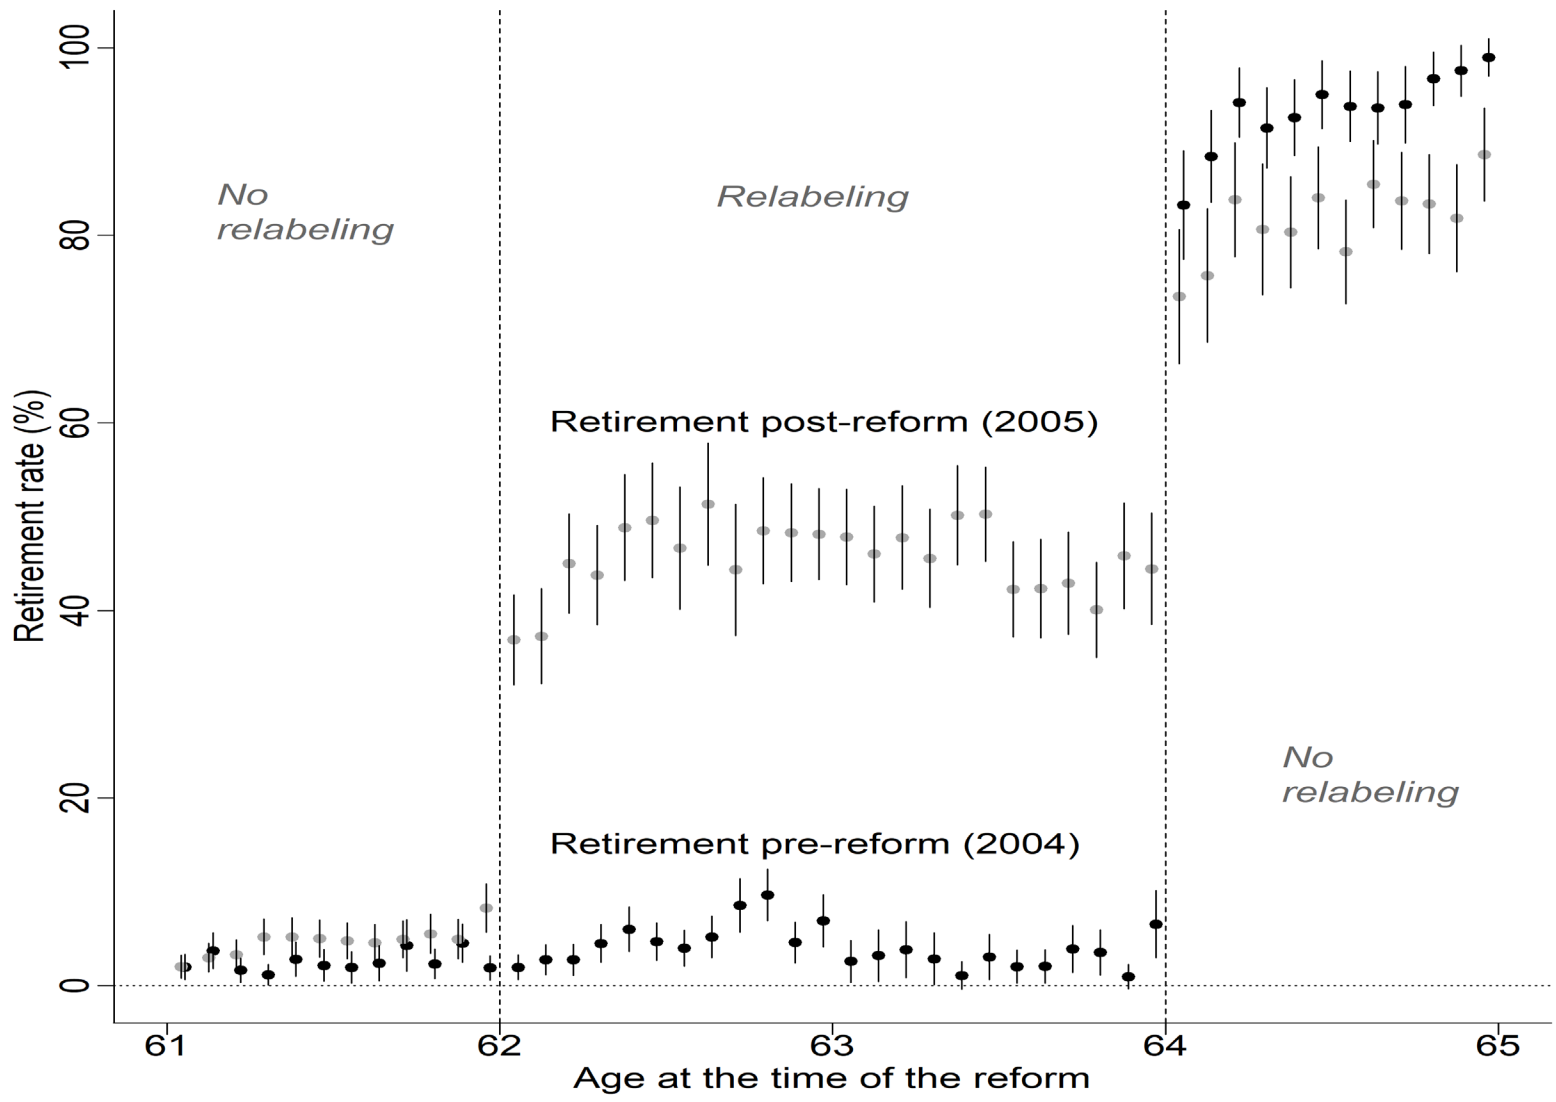 100
80
60
40
20
0
Retirement rate (%)
No
relabeling
Relabeling
Retirement post-reform (2005)
No
relabeling
Retirement pre-reform (2004)
61 62 63 64 65
Age at the time of the reform